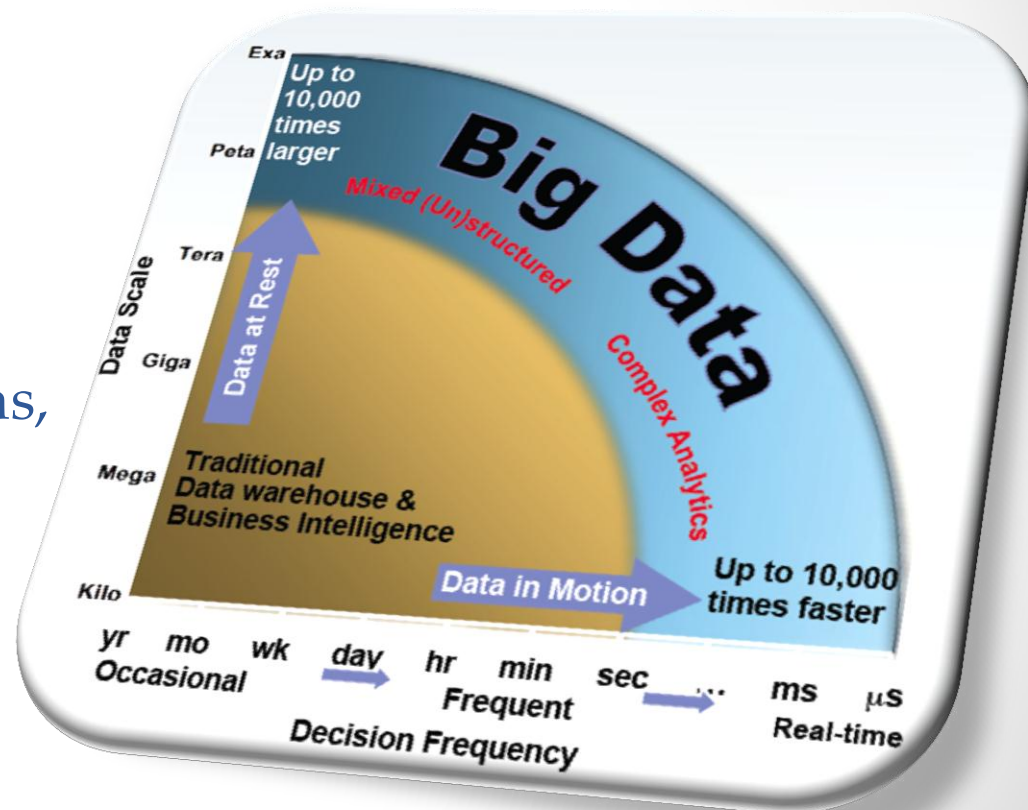 Exa
Up to
10,000
times
larger
Peta
Big Data
Mixed (Un)structured
Tera
Data Scale
Data at Rest
Giga
Complex Analytics
ns,
Mega
Traditional
Data warehouse &
Business Intelligence
Data in Motion
Up to 10,000
times faster
Kilo
yr mo wk day hr min sec ... ms μs
Occasional Frequent Real-time
Decision Frequency